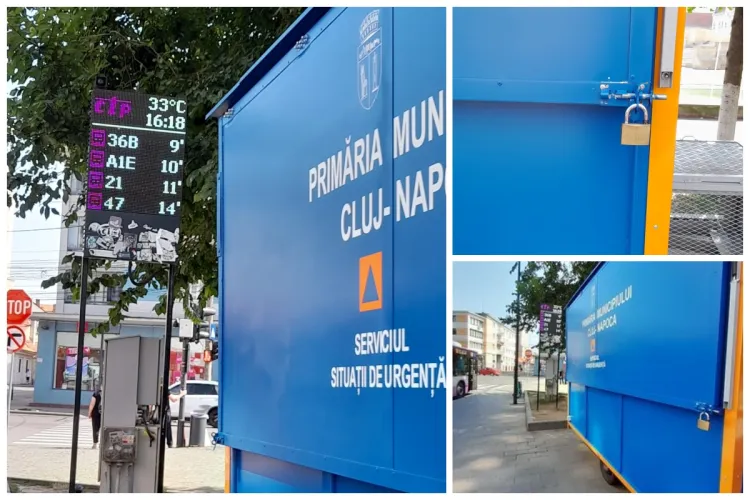 ctp 33°C
16:18
36B 9'
A1E 10'
21 11'
47 14'
PRIMĂRIA MUN
CLUJ-NAPO
SERVICIUL
SITUAȚII DE URGENȚĂ
STOP
PRIMĂRIA MUNICIPIULUI
CLUJ-NAPOCA